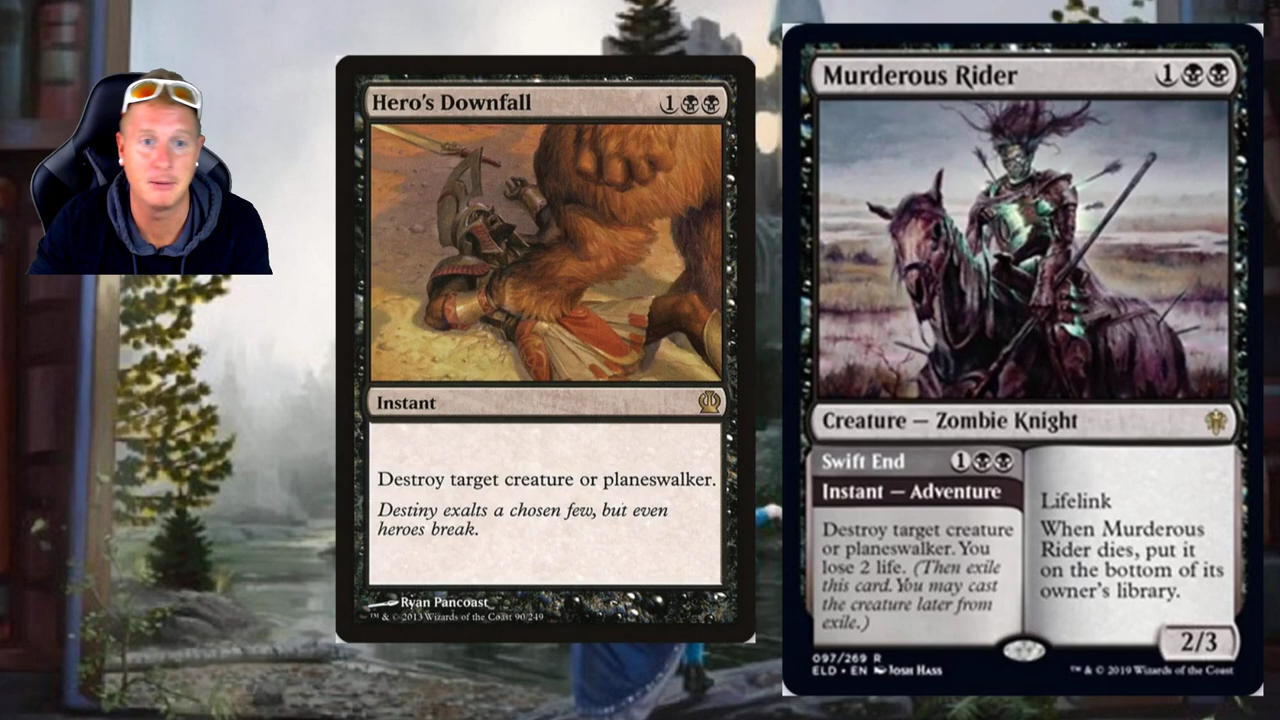 Hero's Downfall 1
Instant
Destroy target creature or planeswalker.
Destiny exalts a chosen few, but even
heroes break.
Ryan Pancoast
™ & © 2013 Wizards of the Coast 90/249
Murderous Rider 1
Creature — Zombie Knight
Swift End 1
Instant — Adventure
Destroy target creature
or planeswalker. You
lose 2 life. (Then exile
this card. You may cast
the creature later from
exile.)
Lifelink
When Murderous
Rider dies, put it
on the bottom of its
owner's library.
2/3
097/269 R
ELD • EN Josh Hass
™ & © 2019 Wizards of the Coast